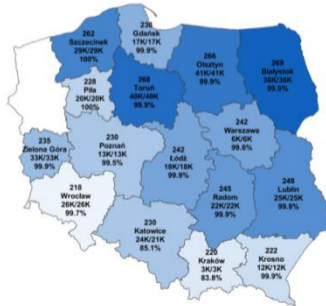 236
Gdańsk
17K/17K
99.9%
262
Szczecinek
29K/29K
100%
266
Olsztyn
41K/41K
99.9%
269
Białystok
36K/36K
99.9%
228
Piła
20K/20K
100%
268
Toruń
40K/40K
99.9%
242
Warszawa
6K/6K
99.6%
235
Zielona Góra
33K/33K
99.9%
230
Poznań
13K/13K
99.5%
242
Łódź
18K/18K
99.9%
245
Radom
22K/22K
99.9%
248
Lublin
25K/25K
99.8%
218
Wrocław
26K/26K
99.7%
230
Katowice
24K/21K
85.1%
220
Kraków
3K/3K
83.8%
222
Krosno
12K/12K
99.9%